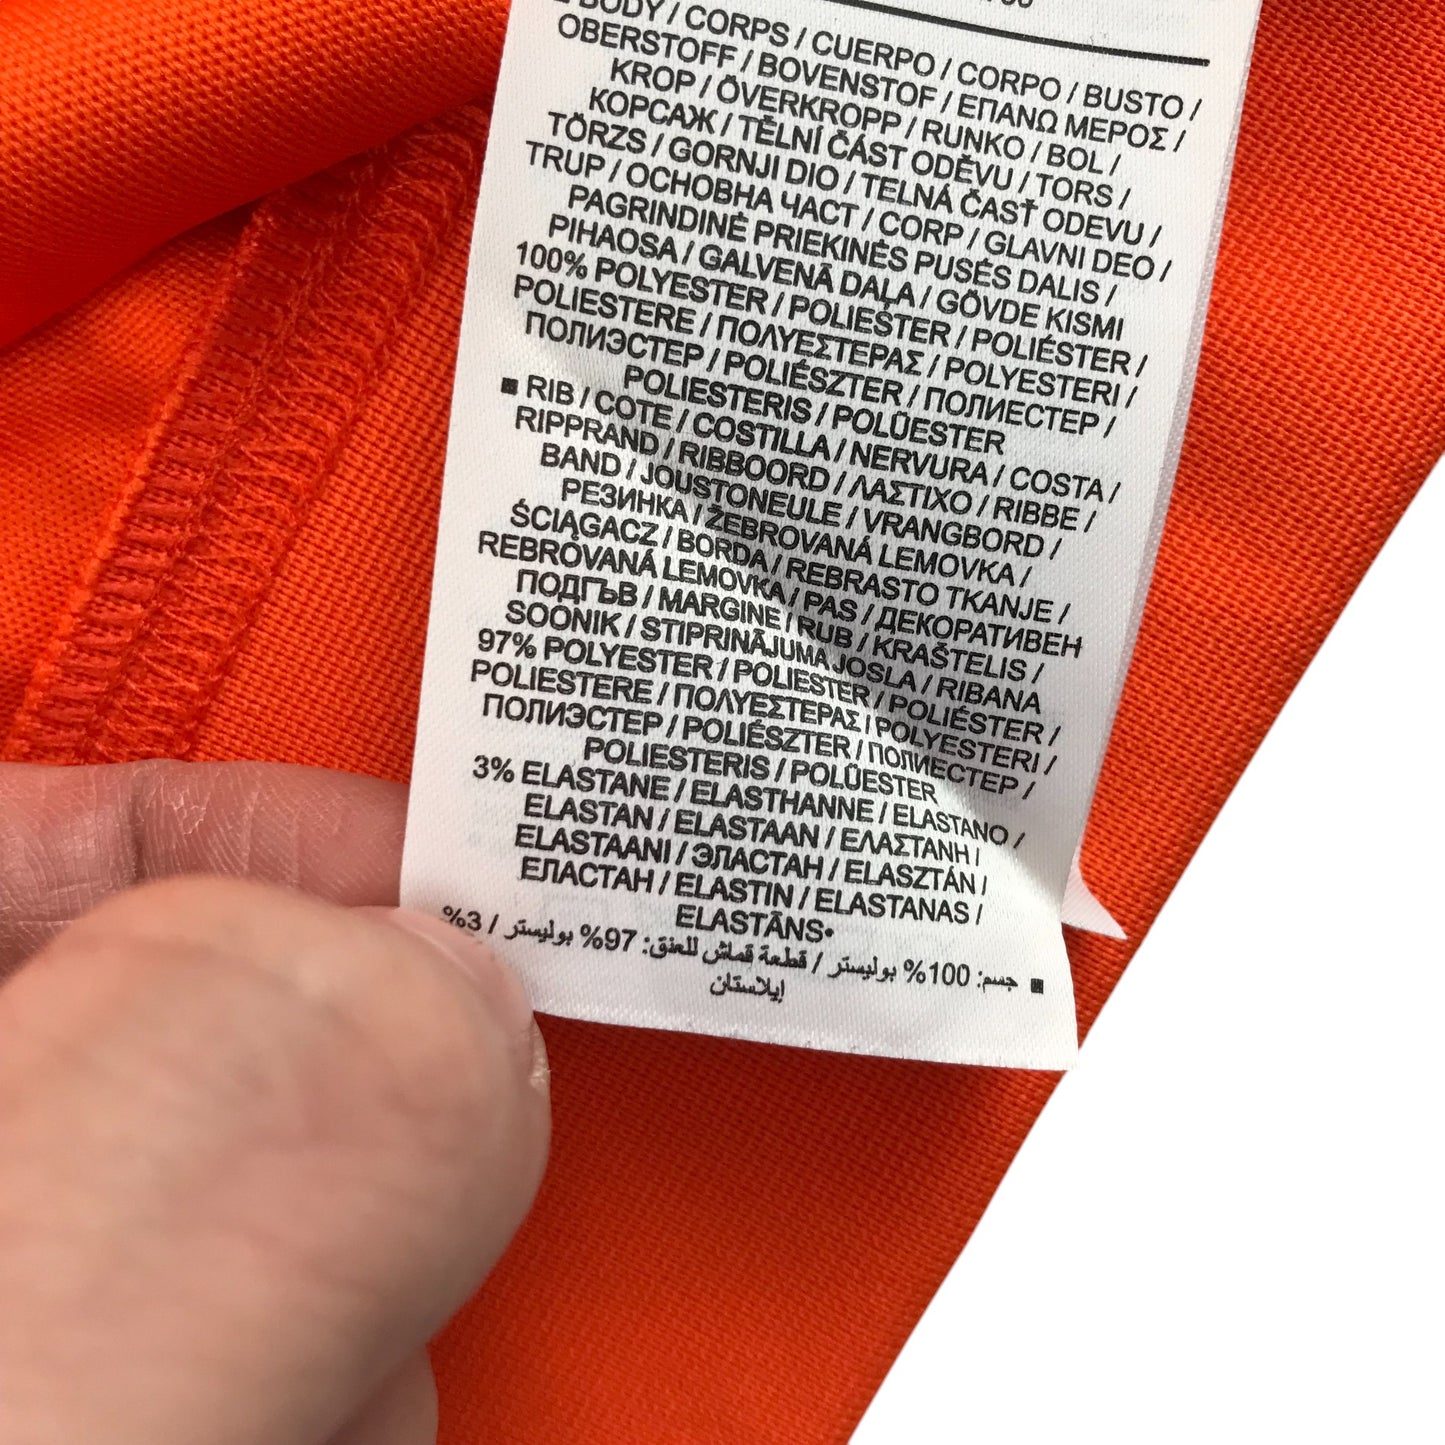 BODY / CORPS / CUERPO / CORPO / BUSTO /
OBERSTOFF / BOVENSTOF / ΕΠΑΝΩ ΜΕΡΟΣ /
KROP / ÖVERKROPP / RUNKO / BOL /
КОРСАЖ / TĚLNÍ ČÁST ODĚVU / TORS /
TÖRZS / GORNJI DIO / TELNÁ ČASŤ ODEVU /
TRUP / ОСНОВНА ЧАСТ / CORP / GLAVNI DEO /
PAGRINDINĖ PRIEKINĖS PUSĖS DALIS /
PIHAOSA / GALVENĀ DAĻA / GÖVDE KISMI
100% POLYESTER / POLIEŠTER / POLIÉSTER /
POLIESTERE / ΠΟΛΥΕΣΤΕΡΑΣ / POLYESTERI /
ПОЛИЭСТЕР / POLIÉSZTER / ПОЛИЕСТЕР /
POLIESTERIS / POLÜESTER
■ RIB / CÔTE / COSTILLA / NERVURA / COSTA /
RIPPRAND / RIBBOORD / ΛΑΣΤΙΧΟ / RIBBE /
BAND / JOUSTONEULE / VRANGBORD /
РЕЗИНКА / ŽEBROVANÁ LEMOVKA /
ŚCIĄGACZ / BORDA / REBRASTO TKANJE /
REBROVANÁ LEMOVKA / PAS / ДЕКОРАТИВЕН
ПОДГЪВ / MARGINE / RUB / KRAŠTELIS /
SOONIK / STIPRINĀJUMA JOSLA / RIBANA
97% POLYESTER / POLIESTER / POLIÉSTER /
POLIESTERE / ΠΟΛΥΕΣΤΕΡΑΣ / POLYESTERI /
ПОЛИЭСТЕР / POLIÉSZTER / ПОЛИЕСТЕР /
POLIESTERIS / POLÜESTER
3% ELASTANE / ELASTHANNE / ELASTANO /
ELASTAN / ELASTAAN / ΕΛΑΣΤΑΝΗ /
ELASTAANI / ЭЛАСТАН / ELASZTÁN /
ЕЛАСТАН / ELASTIN / ELASTANAS /
ELASTĀNS•
■ جسم: 100% بوليستر / قطعة قماش للعنق: 97% بوليستر / 3%
إيلاستان